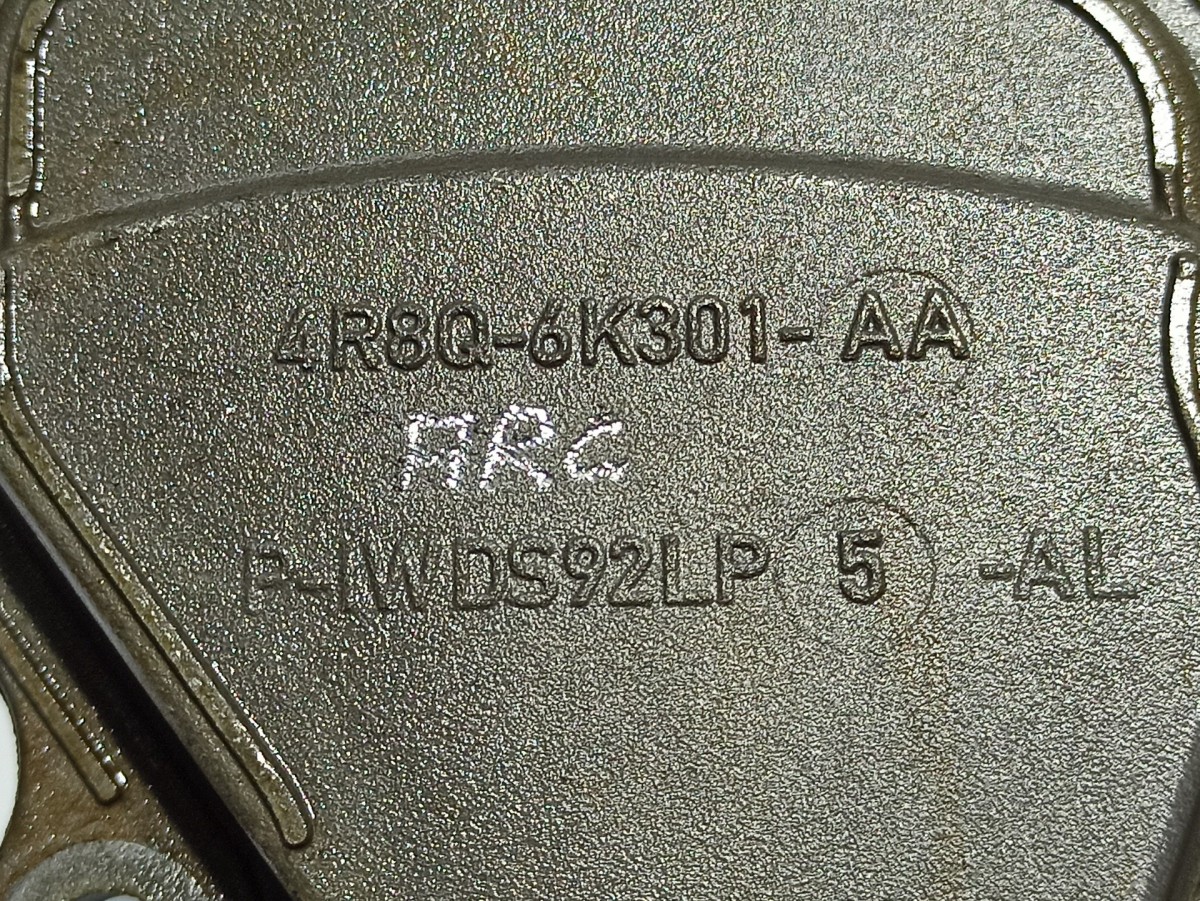 4R8Q-6K301-AA
ARC
P-IWDS92LP 5 -AL